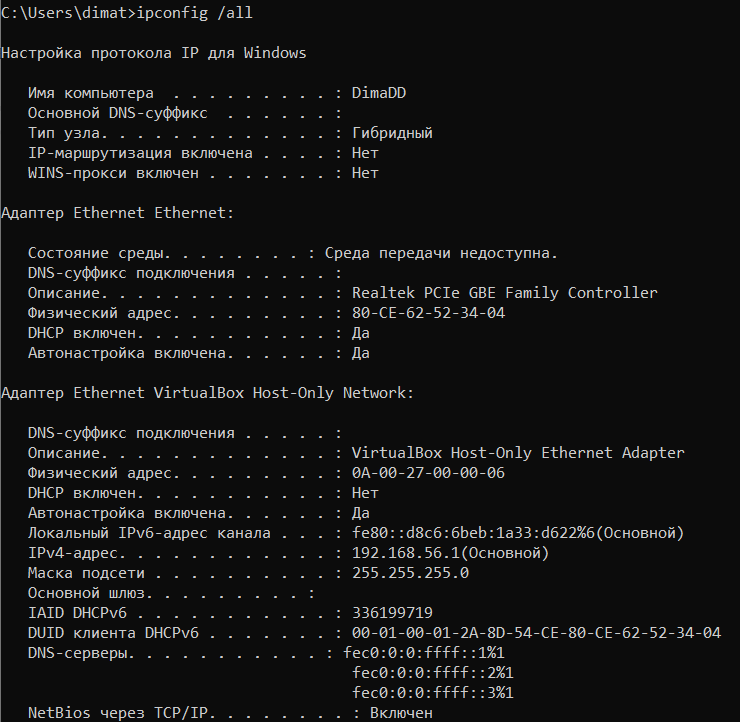 C:\Users\dimat>ipconfig /all
Настройка протокола IP для Windows
Имя компьютера  . . . . . . . . . : DimaDD
Основной DNS-суффикс  . . . . . . :
Тип узла. . . . . . . . . . . . . : Гибридный
IP-маршрутизация включена . . . . : Нет
WINS-прокси включен . . . . . . . : Нет
Адаптер Ethernet Ethernet:
Состояние среды. . . . . . . . : Среда передачи недоступна.
DNS-суффикс подключения . . . . . :
Описание. . . . . . . . . . . . . : Realtek PCIe GBE Family Controller
Физический адрес. . . . . . . . . : 80-CE-62-52-34-04
DHCP включен. . . . . . . . . . . : Да
Автонастройка включена. . . . . . : Да
Адаптер Ethernet VirtualBox Host-Only Network:
DNS-суффикс подключения . . . . . :
Описание. . . . . . . . . . . . . : VirtualBox Host-Only Ethernet Adapter
Физический адрес. . . . . . . . . : 0A-00-27-00-00-06
DHCP включен. . . . . . . . . . . : Нет
Автонастройка включена. . . . . . : Да
Локальный IPv6-адрес канала . . . : fe80::d8c6:6beb:1a33:d622%6(Основной)
IPv4-адрес. . . . . . . . . . . . : 192.168.56.1(Основной)
Маска подсети . . . . . . . . . . : 255.255.255.0
Основной шлюз. . . . . . . . . :
IAID DHCPv6 . . . . . . . . . . . : 336199719
DUID клиента DHCPv6 . . . . . . . : 00-01-00-01-2A-8D-54-CE-80-CE-62-52-34-04
DNS-серверы. . . . . . . . . . . : fec0:0:0:ffff::1%1
fec0:0:0:ffff::2%1
fec0:0:0:ffff::3%1
NetBios через TCP/IP. . . . . . . . : Включен